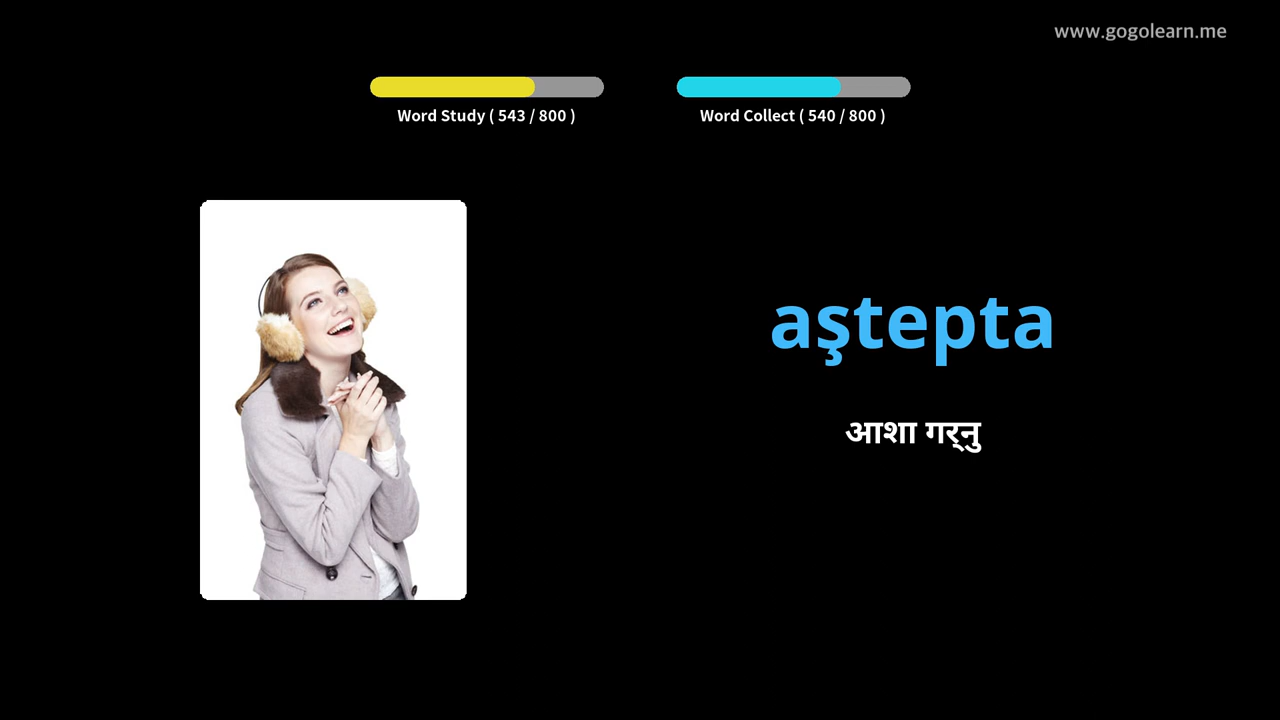 www.gogolearn.me
Word Study ( 543 / 800 )
Word Collect ( 540 / 800 )
aştepta
आशा गर्‍नु